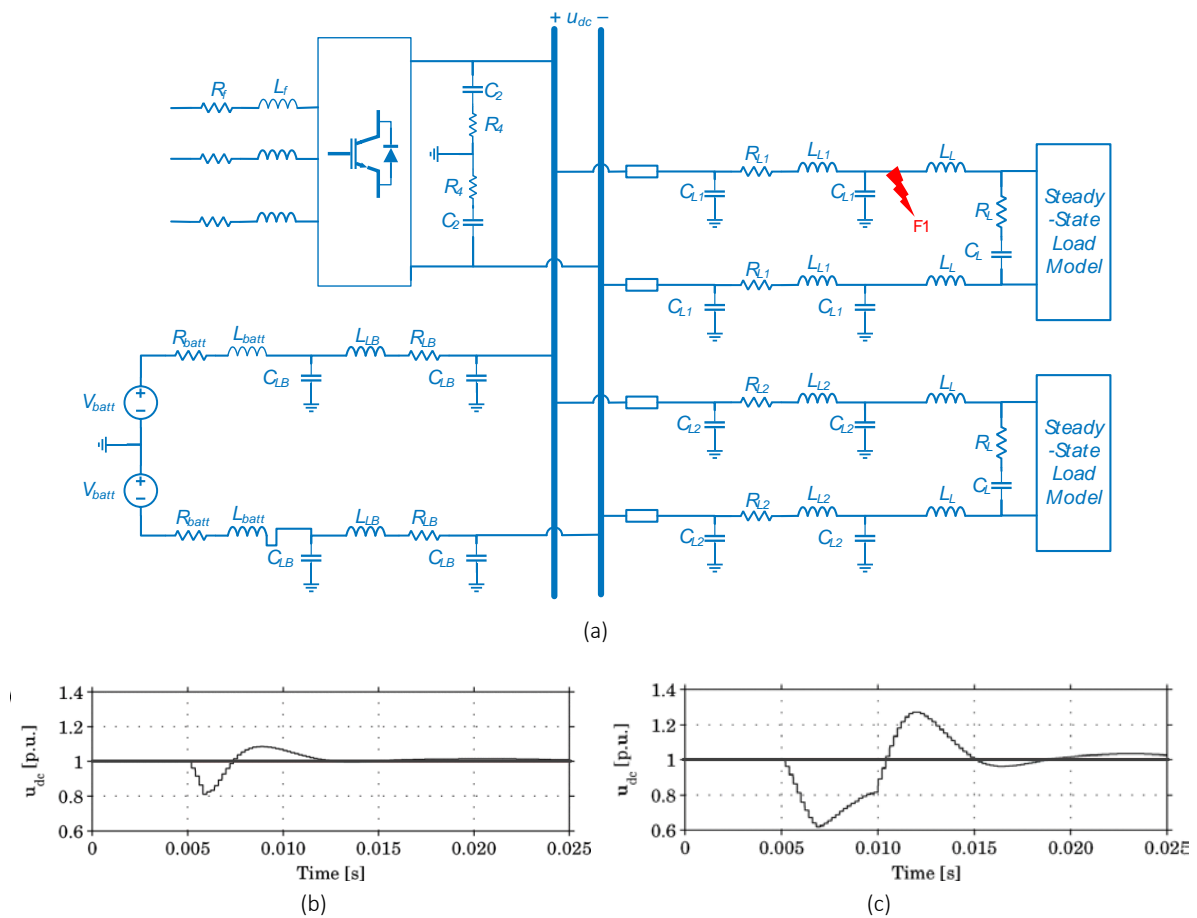 + u_dc −
R_f L_f
C_2
R_4
R_4
C_2
R_L1 L_L1 L_L
C_L1 C_L1
F1
R_L
C_L
Steady
-State
Load
Model
R_L1 L_L1 L_L
C_L1 C_L1
R_batt L_batt L_LB R_LB
C_LB C_LB
V_batt
V_batt
R_batt L_batt L_LB R_LB
C_LB C_LB
R_L2 L_L2 L_L
C_L2 C_L2
R_L
C_L
Steady
-State
Load
Model
R_L2 L_L2 L_L
C_L2 C_L2
(a)
u_dc [p.u.]
1.4
1.2
1
0.8
0.6
0 0.005 0.010 0.015 0.020 0.025
Time [s]
(b)
u_dc [p.u.]
1.4
1.2
1
0.8
0.6
0 0.005 0.010 0.015 0.020 0.025
Time [s]
(c)